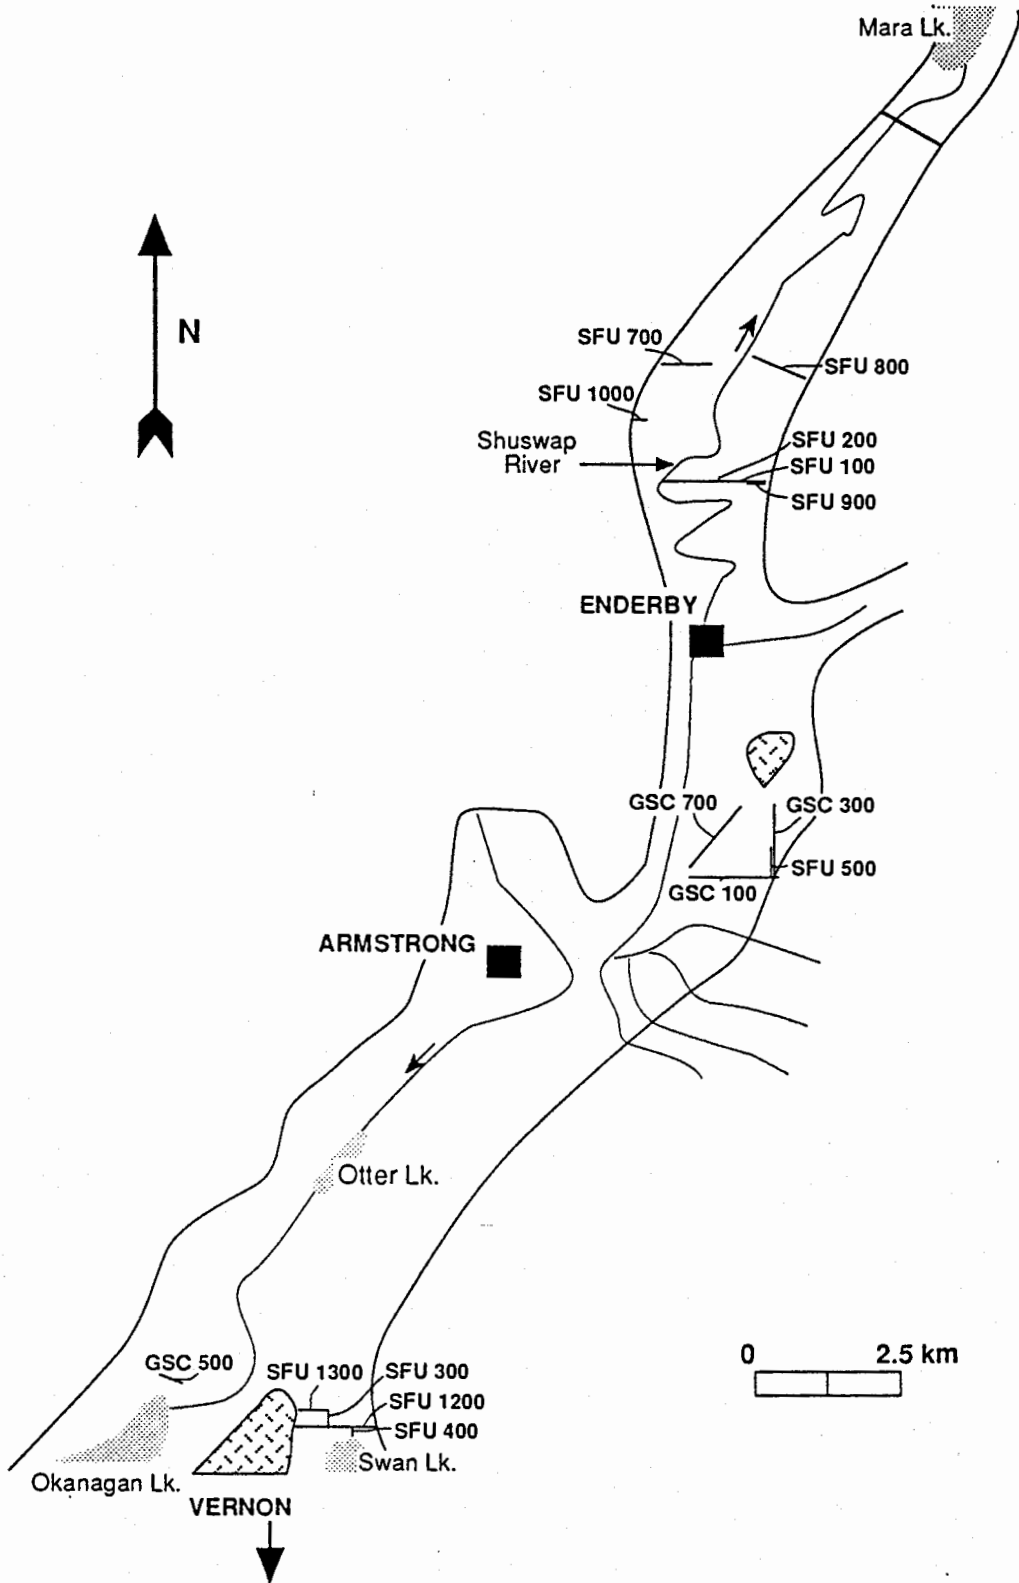 Mara Lk.
N
SFU 700
SFU 800
SFU 1000
Shuswap
River
SFU 200
SFU 100
SFU 900
ENDERBY
GSC 700
GSC 300
SFU 500
GSC 100
ARMSTRONG
Otter Lk.
0 2.5 km
GSC 500
SFU 1300
SFU 300
SFU 1200
SFU 400
Swan Lk.
Okanagan Lk.
VERNON